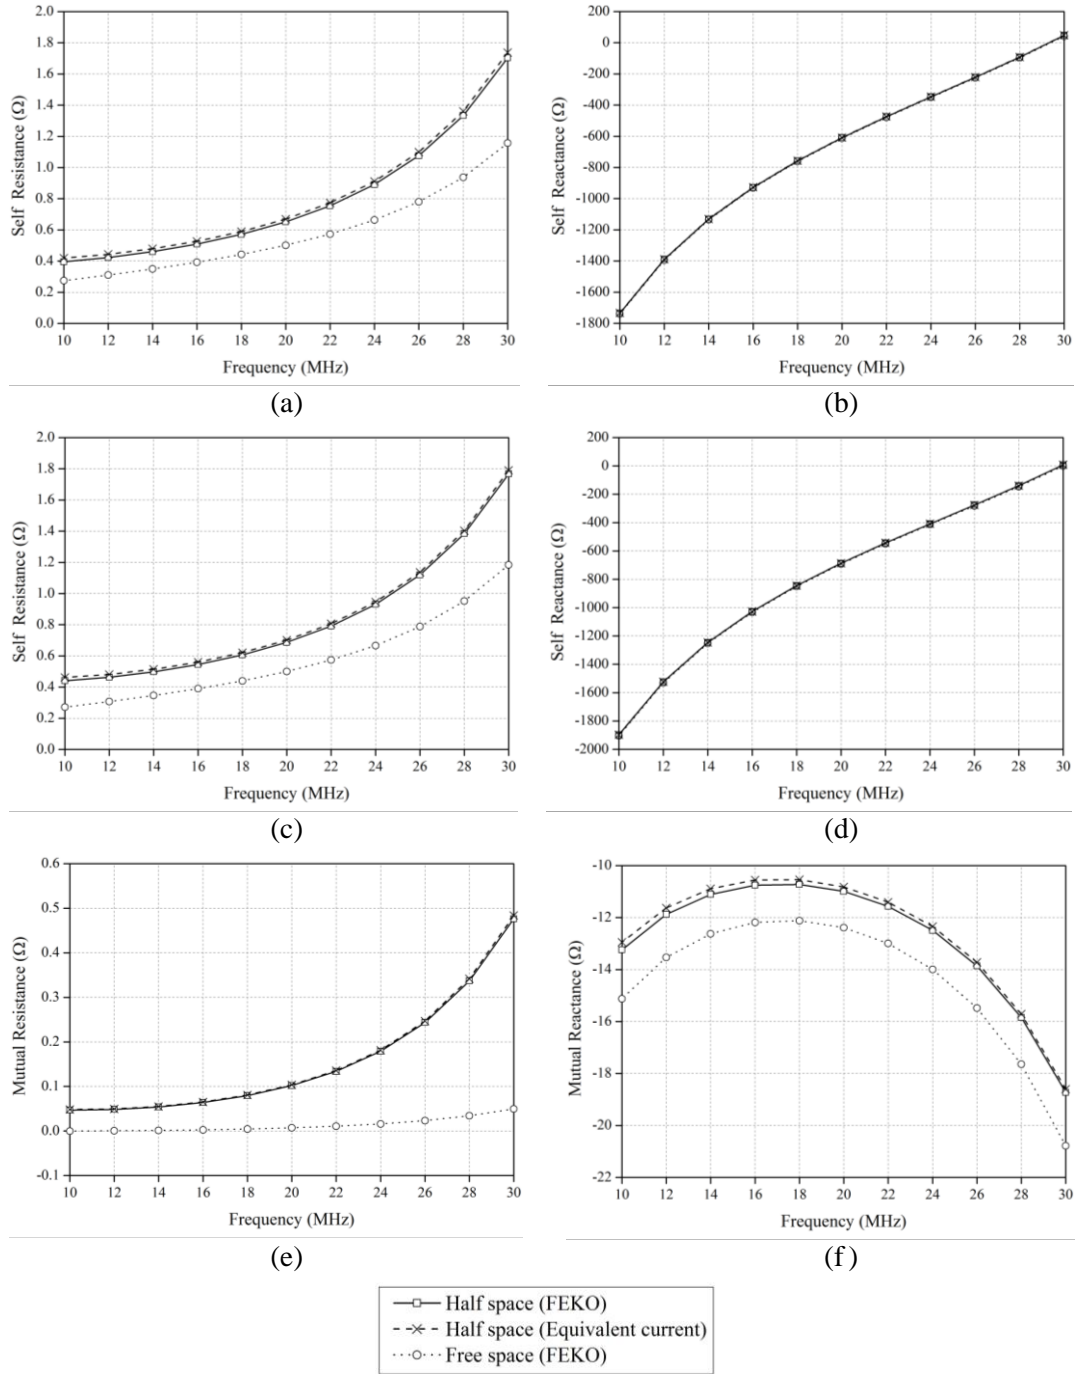 2.0
1.8
1.6
1.4
1.2
1.0
0.8
0.6
0.4
0.2
0.0
Self Resistance (Ω)
10 12 14 16 18 20 22 24 26 28 30
Frequency (MHz)
(a)
200
0
-200
-400
-600
-800
-1000
-1200
-1400
-1600
-1800
Self Reactance (Ω)
10 12 14 16 18 20 22 24 26 28 30
Frequency (MHz)
(b)
2.0
1.8
1.6
1.4
1.2
1.0
0.8
0.6
0.4
0.2
0.0
Self Resistance (Ω)
10 12 14 16 18 20 22 24 26 28 30
Frequency (MHz)
(c)
200
0
-200
-400
-600
-800
-1000
-1200
-1400
-1600
-1800
-2000
Self Reactance (Ω)
10 12 14 16 18 20 22 24 26 28 30
Frequency (MHz)
(d)
0.6
0.5
0.4
0.3
0.2
0.1
0.0
-0.1
Mutual Resistance (Ω)
10 12 14 16 18 20 22 24 26 28 30
Frequency (MHz)
(e)
-10
-12
-14
-16
-18
-20
-22
Mutual Reactance (Ω)
10 12 14 16 18 20 22 24 26 28 30
Frequency (MHz)
(f)
Half space (FEKO)
Half space (Equivalent current)
Free space (FEKO)